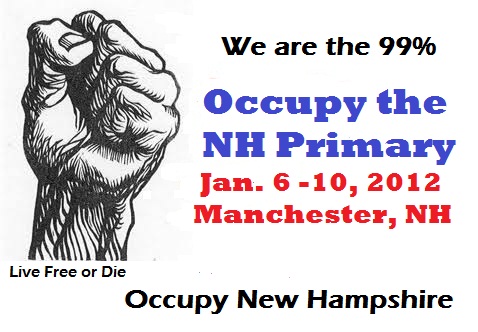 We are the 99%
Occupy the
NH Primary
Jan. 6 -10, 2012
Manchester, NH
Live Free or Die
Occupy New Hampshire